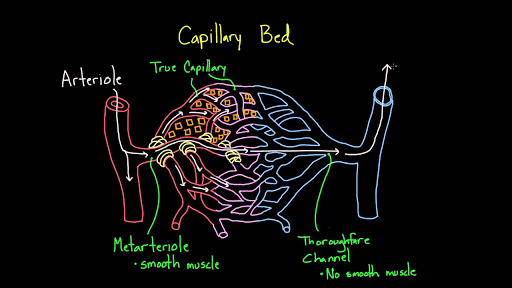 Capillary Bed
True Capillary
Arteriole
Metarteriole
• smooth muscle
Thoroughfare
Channel
• No smooth muscle